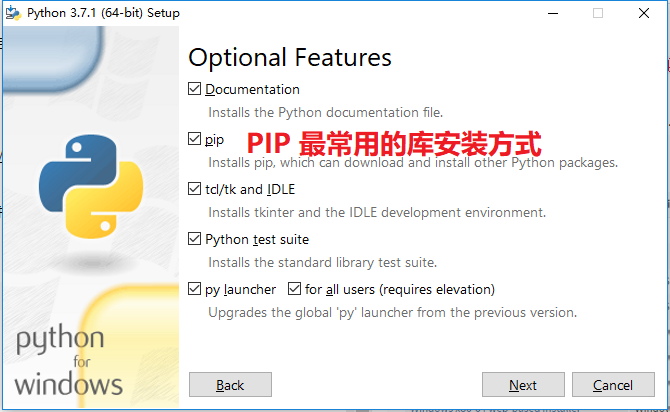 Python 3.7.1 (64-bit) Setup
Optional Features
Documentation
Installs the Python documentation file.
pip
PIP 最常用的库安装方式
Installs pip, which can download and install other Python packages.
tcl/tk and IDLE
Installs tkinter and the IDLE development environment.
Python test suite
Installs the standard library test suite.
py launcher for all users (requires elevation)
Upgrades the global 'py' launcher from the previous version.
python
for
windows
Back Next Cancel